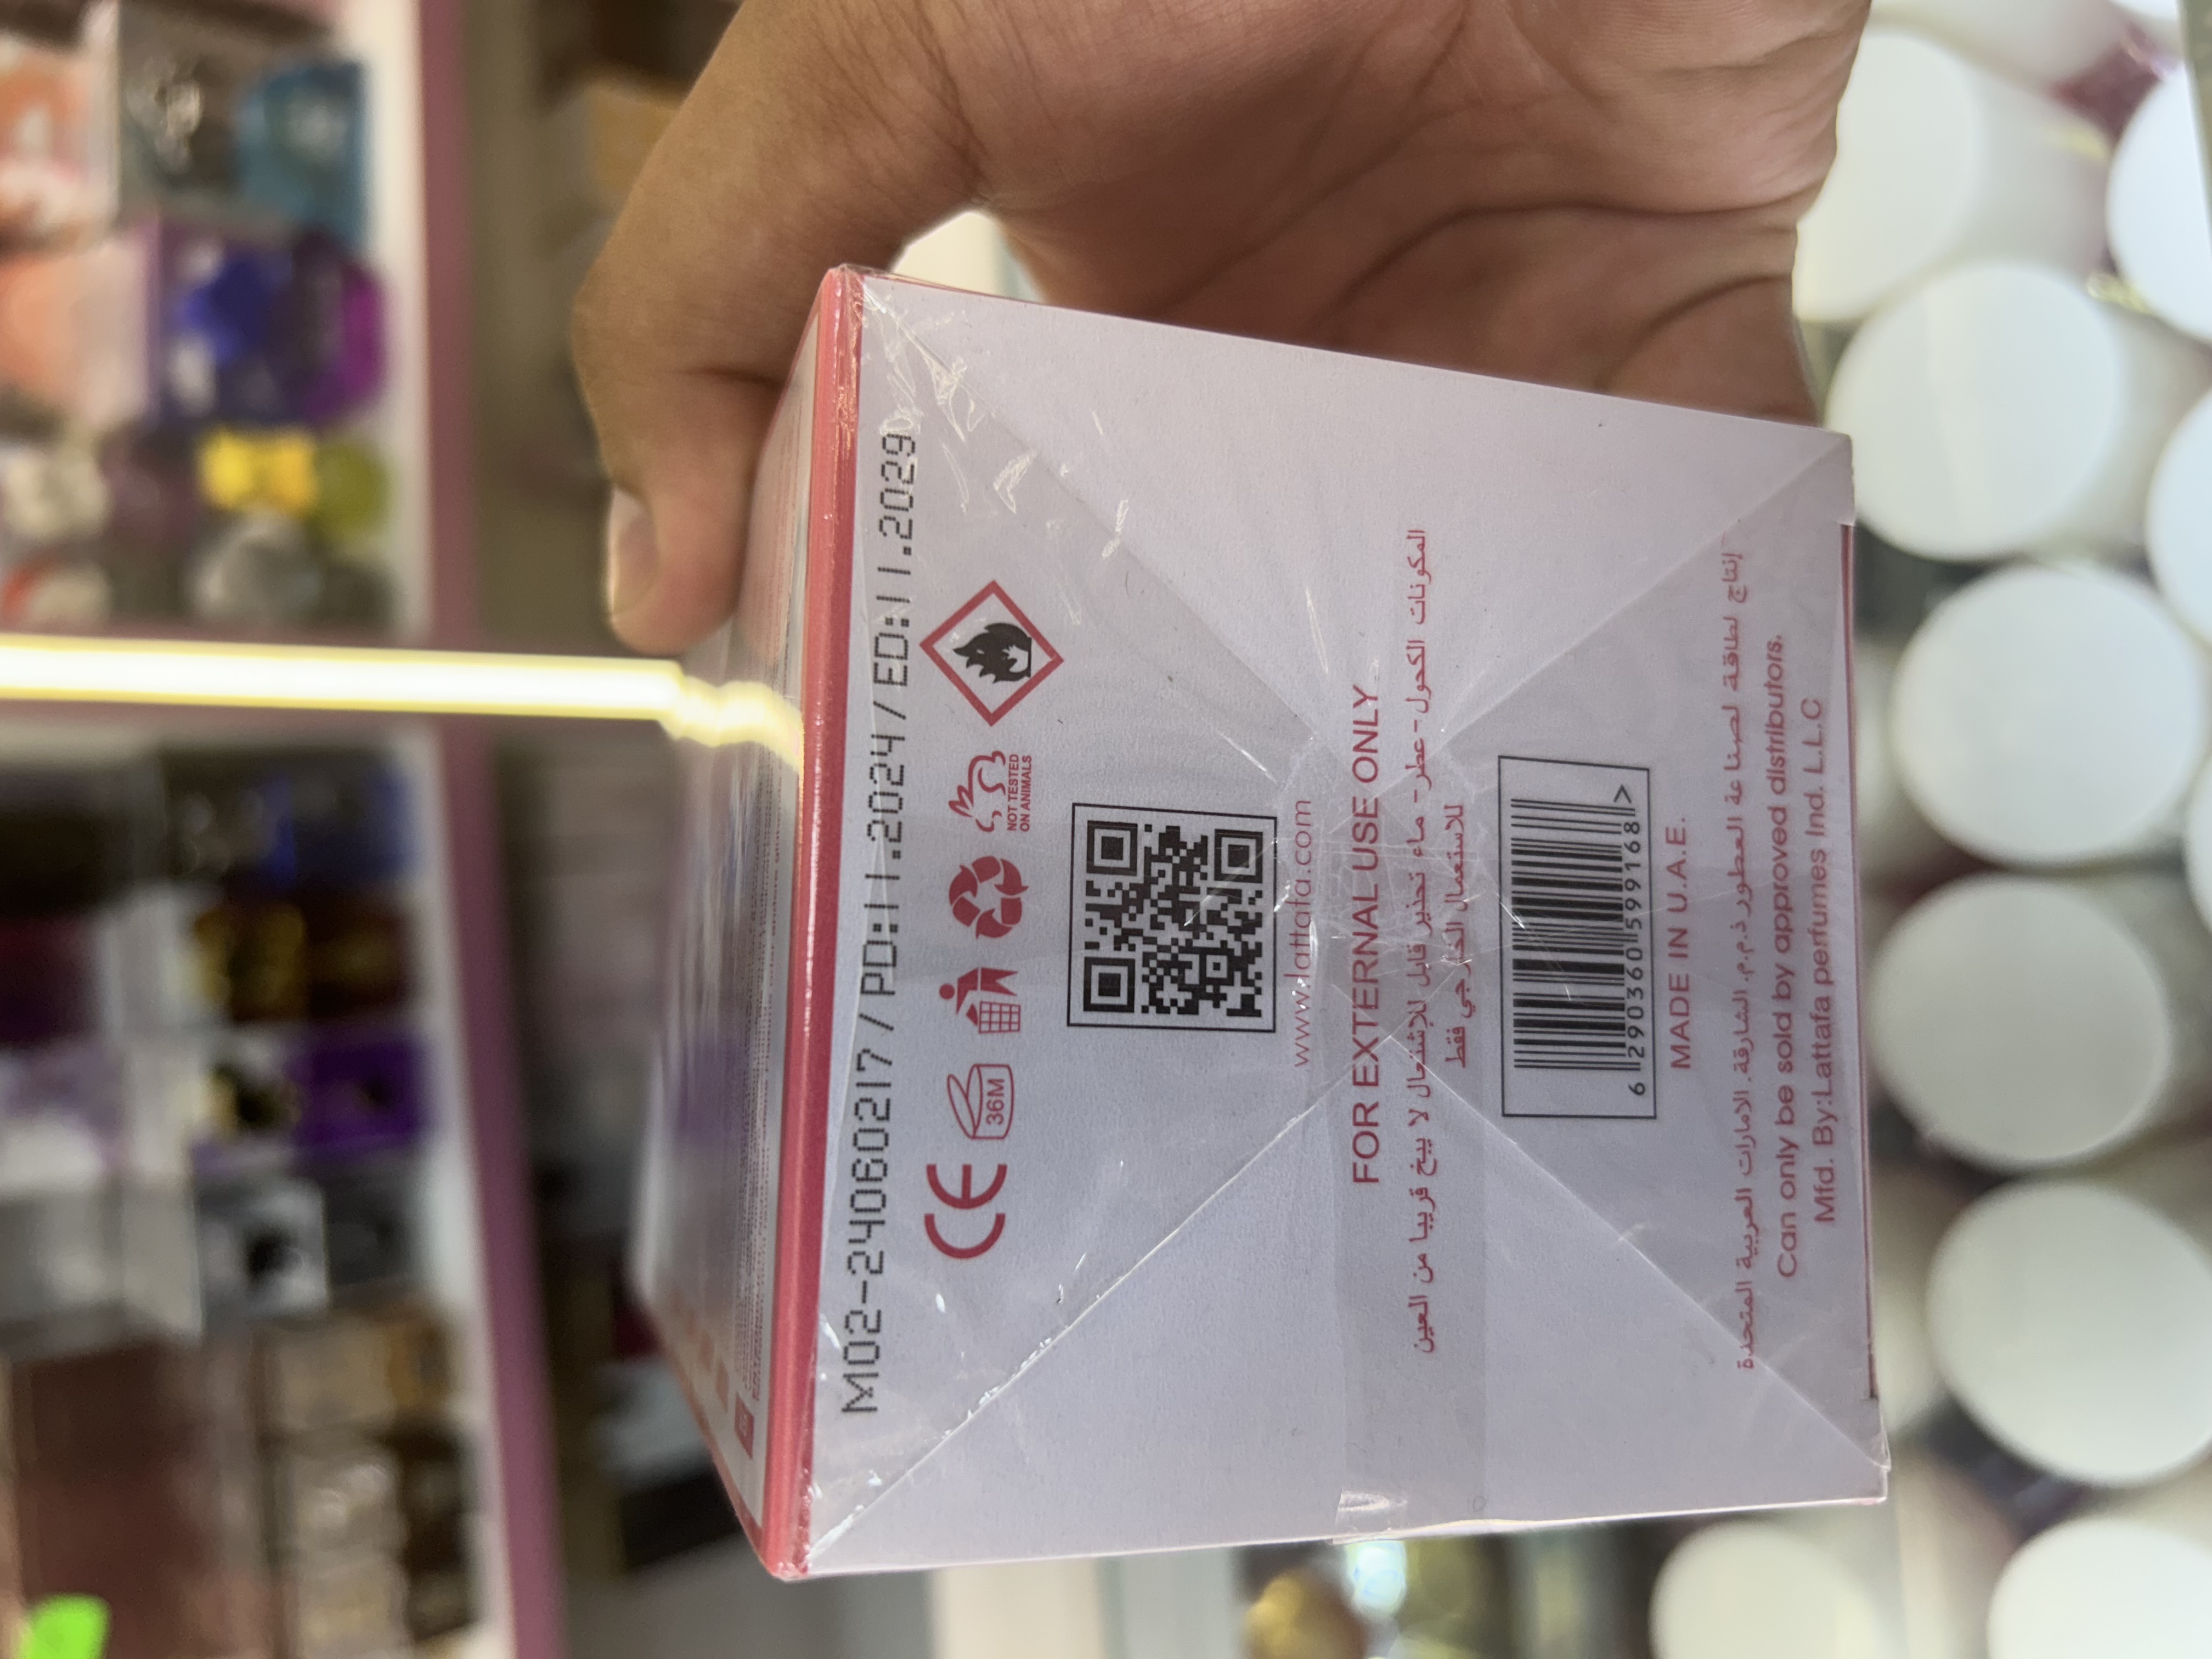 M02-24060217 / PD:11.2024 / ED:11.2029
CE
36M
NOT TESTED
ON ANIMALS
www.lattafa.com
FOR EXTERNAL USE ONLY
المكونات الكحول - عطر - ماء تحذير قابل للإشتعال لا يبخ قريبا من العين
للاستعمال الخارجي فقط
6 290360 599168 >
MADE IN U.A.E.
إنتاج لطافة لصناعة العطور ذ.م.م. الشارقة. الامارات العربية المتحدة
Can only be sold by approved distributors.
Mfd. By:Lattafa perfumes Ind. L.L.C